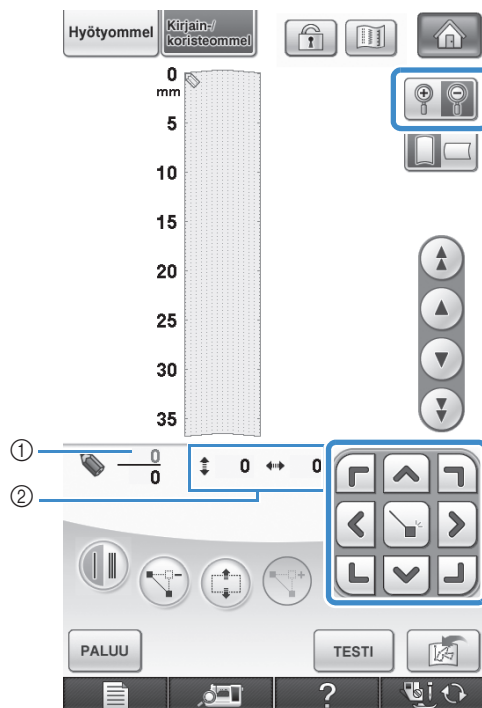 Hyötyommel
Kirjain-/
koristeommel
0
mm
5
10
15
20
25
30
35
① 0
0
0 0
②
PALUU
TESTI
?